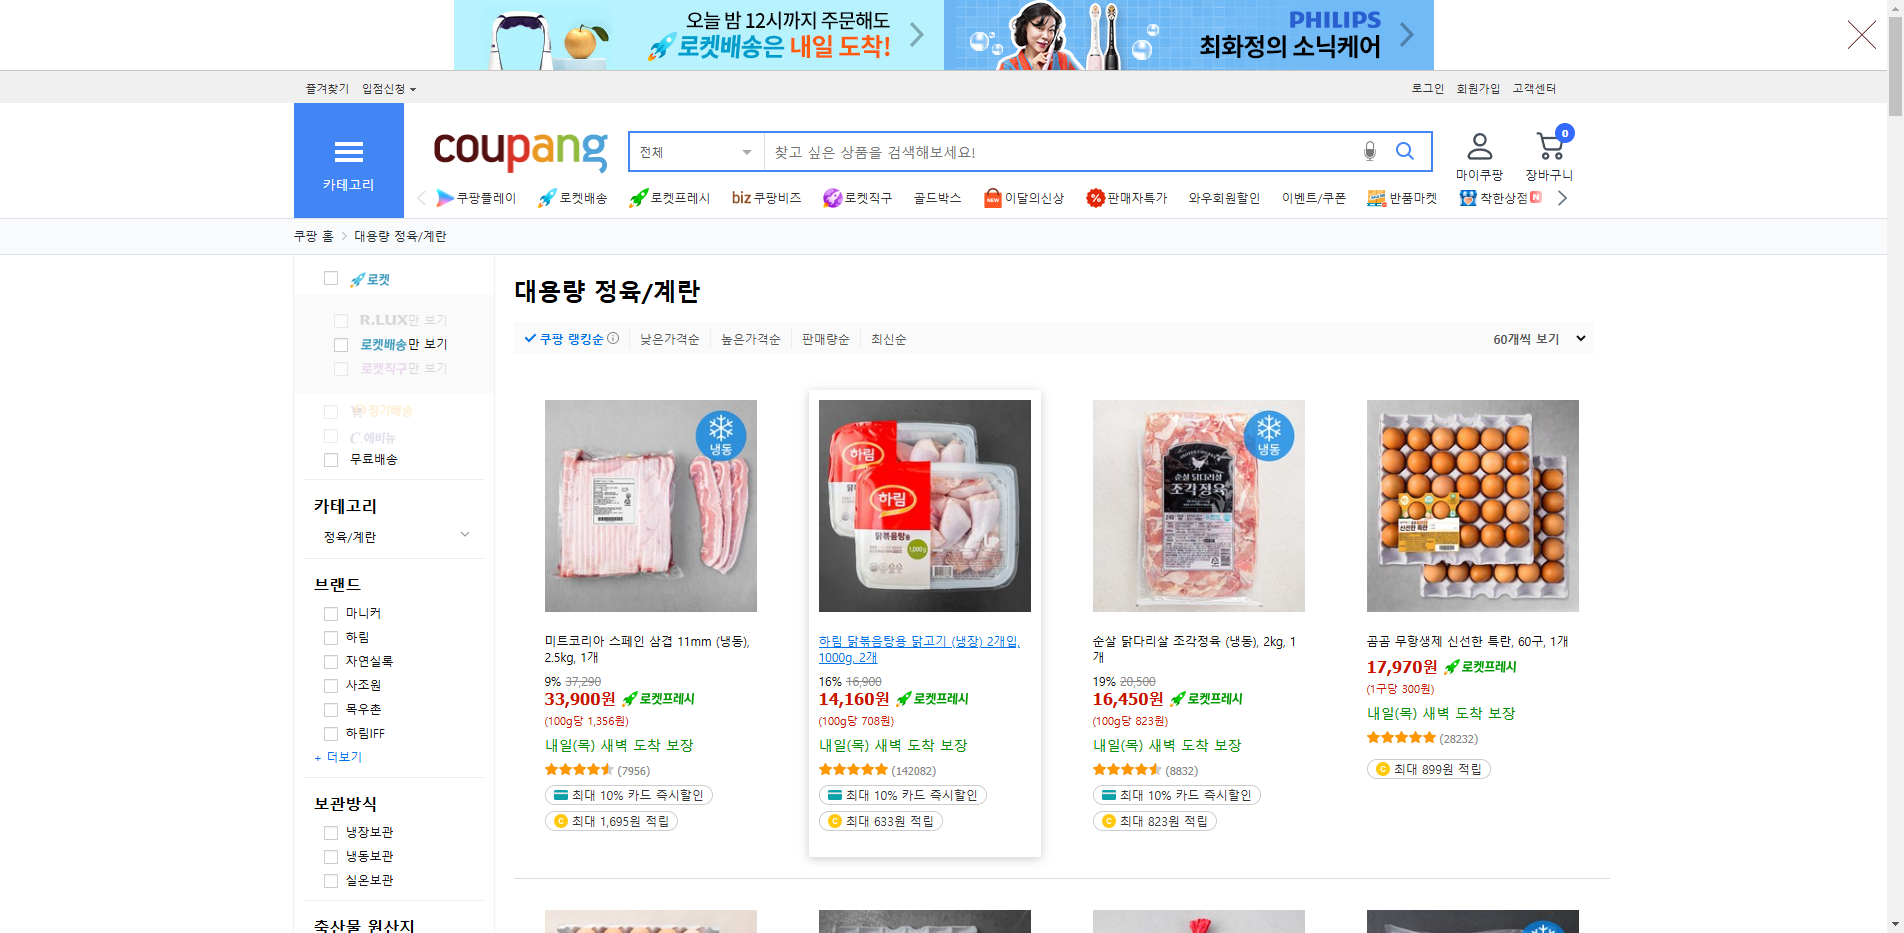 오늘 밤 12시까지 주문해도
로켓배송은 내일 도착!
PHILIPS
최화정의 소닉케어
즐겨찾기 입점신청
로그인 회원가입 고객센터
카테고리
coupang
전체
찾고 싶은 상품을 검색해보세요!
마이쿠팡
0
장바구니
쿠팡플레이 로켓배송 로켓프레시 biz 쿠팡비즈 로켓직구 골드박스 NEW 이달의신상 % 판매자특가 와우회원할인 이벤트/쿠폰 반품마켓 착한상점 N
쿠팡 홈 > 대용량 정육/계란
로켓
R.LUX만 보기
로켓배송만 보기
로켓직구만 보기
정기배송
C.에비뉴
무료배송
카테고리
정육/계란
브랜드
마니커
하림
자연실록
사조원
목우촌
하림IFF
+ 더보기
보관방식
냉장보관
냉동보관
실온보관
축산물 원산지
대용량 정육/계란
쿠팡 랭킹순 낮은가격순 높은가격순 판매량순 최신순
60개씩 보기
냉동
미트코리아 스페인 삼겹 11mm (냉동),
2.5kg, 1개
9% 37,290
33,900원 로켓프레시
(100g당 1,356원)
내일(목) 새벽 도착 보장
(7956)
최대 10% 카드 즉시할인
최대 1,695원 적립
하림
하림
닭볶음탕용
1,000g
하림 닭볶음탕용 닭고기 (냉장) 2개입,
1000g, 2개
16% 16,900
14,160원 로켓프레시
(100g당 708원)
내일(목) 새벽 도착 보장
(142082)
최대 10% 카드 즉시할인
최대 633원 적립
냉동
순살 닭다리살
조각정육
순살 닭다리살 조각정육 (냉동), 2kg, 1
개
19% 20,500
16,450원 로켓프레시
(100g당 823원)
내일(목) 새벽 도착 보장
(8832)
최대 10% 카드 즉시할인
최대 823원 적립
신선한 특란
곰곰 무항생제 신선한 특란, 60구, 1개
17,970원 로켓프레시
(1구당 300원)
내일(목) 새벽 도착 보장
(28232)
최대 899원 적립